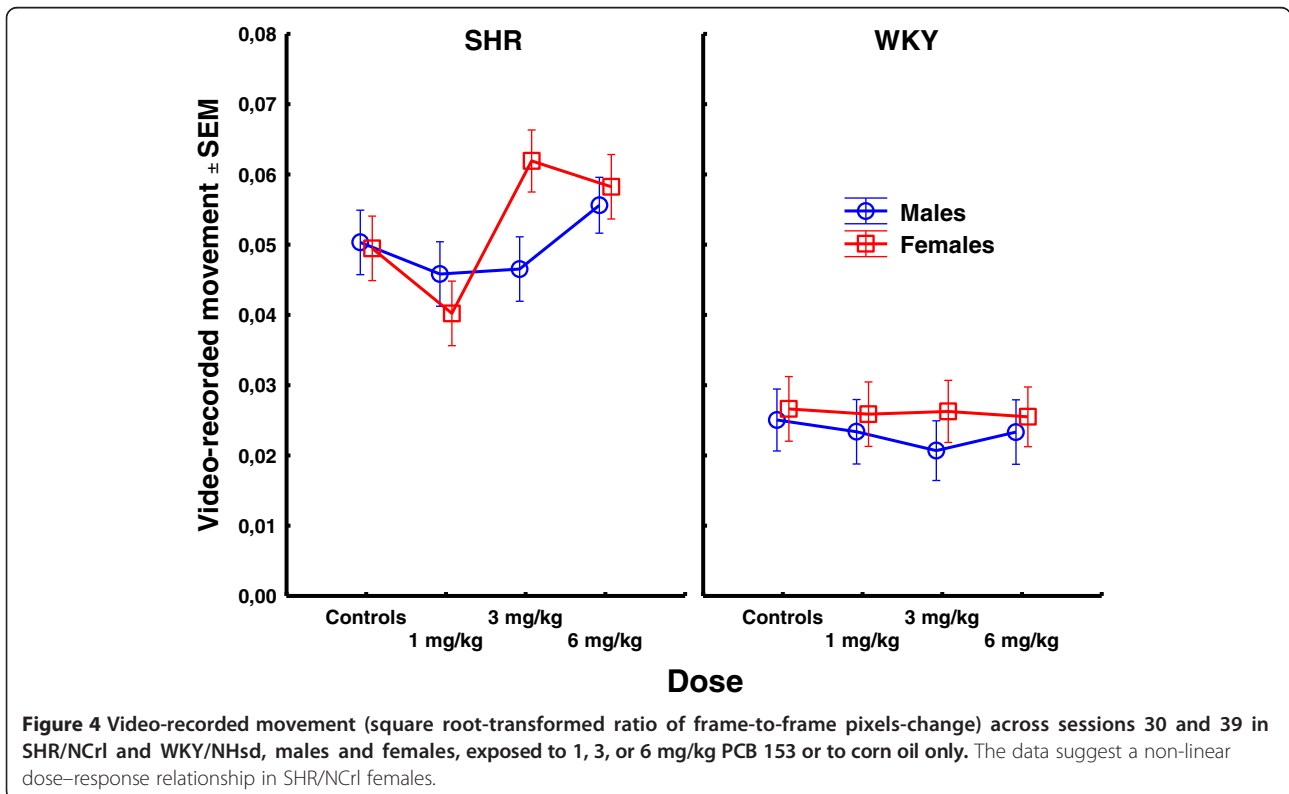 SHR
WKY
Video-recorded movement ± SEM
0,08
0,07
0,06
0,05
0,04
0,03
0,02
0,01
0,00
Males
Females
Controls
1 mg/kg
3 mg/kg
6 mg/kg
Controls
1 mg/kg
3 mg/kg
6 mg/kg
Dose
Figure 4 Video-recorded movement (square root-transformed ratio of frame-to-frame pixels-change) across sessions 30 and 39 in
SHR/NCrl and WKY/NHsd, males and females, exposed to 1, 3, or 6 mg/kg PCB 153 or to corn oil only. The data suggest a non-linear
dose–response relationship in SHR/NCrl females.